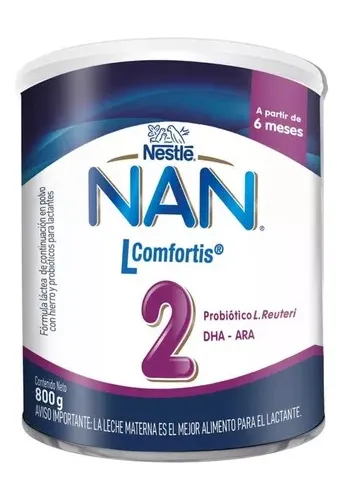 A partir de
6 meses
Nestlé
NAN®
L Comfortis®
2
Probiótico L. Reuteri
DHA - ARA
Fórmula láctea de continuación en polvo
con hierro y probióticos para lactantes
Contenido Neto
800g
AVISO IMPORTANTE: LA LECHE MATERNA ES EL MEJOR ALIMENTO PARA EL LACTANTE.